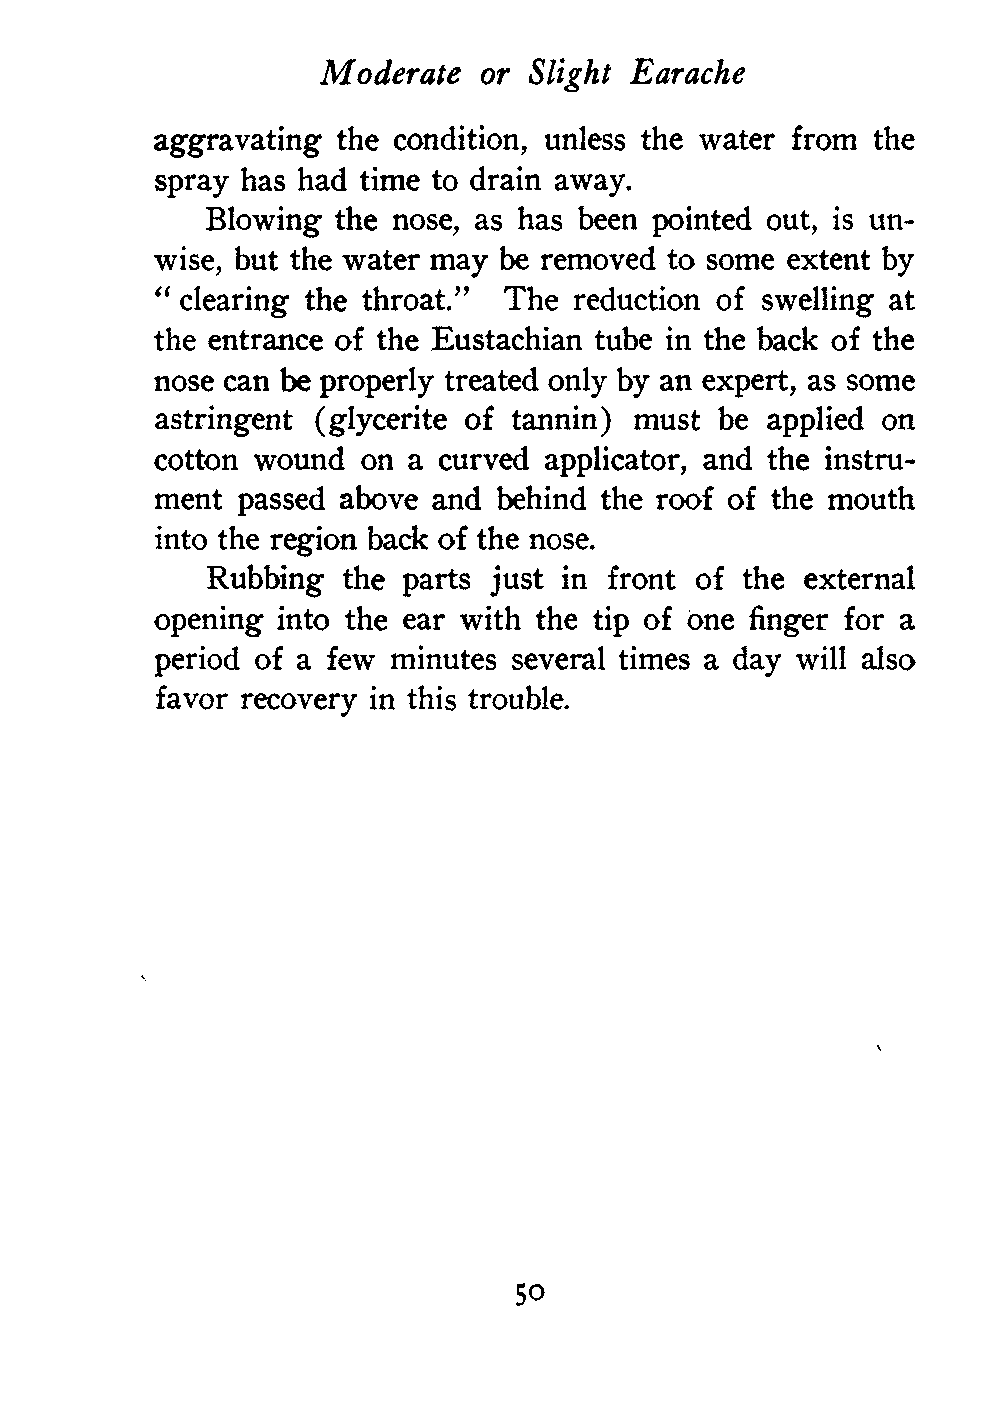 Moderate or Slight Earache
aggravating the condition, unless the water from the
spray has had time to drain away.
Blowing the nose, as has been pointed out, is un-
wise, but the water may be removed to some extent by
“ clearing the throat.” The reduction of swelling at
the entrance of the Eustachian tube in the back of the
nose can be properly treated only by an expert, as some
astringent (glycerite of tannin) must be applied on
cotton wound on a curved applicator, and the instru-
ment passed above and behind the roof of the mouth
into the region back of the nose.
Rubbing the parts just in front of the external
opening into the ear with the tip of one finger for a
period of a few minutes several times a day will also
favor recovery in this trouble.
50